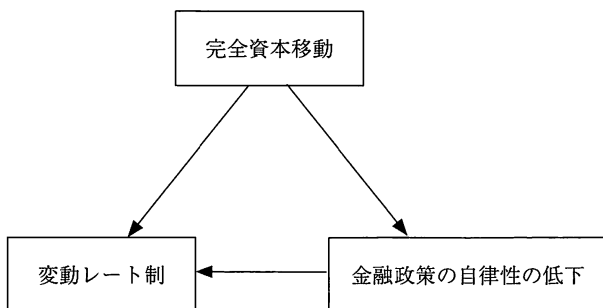 完全資本移動
変動レート制
金融政策の自律性の低下